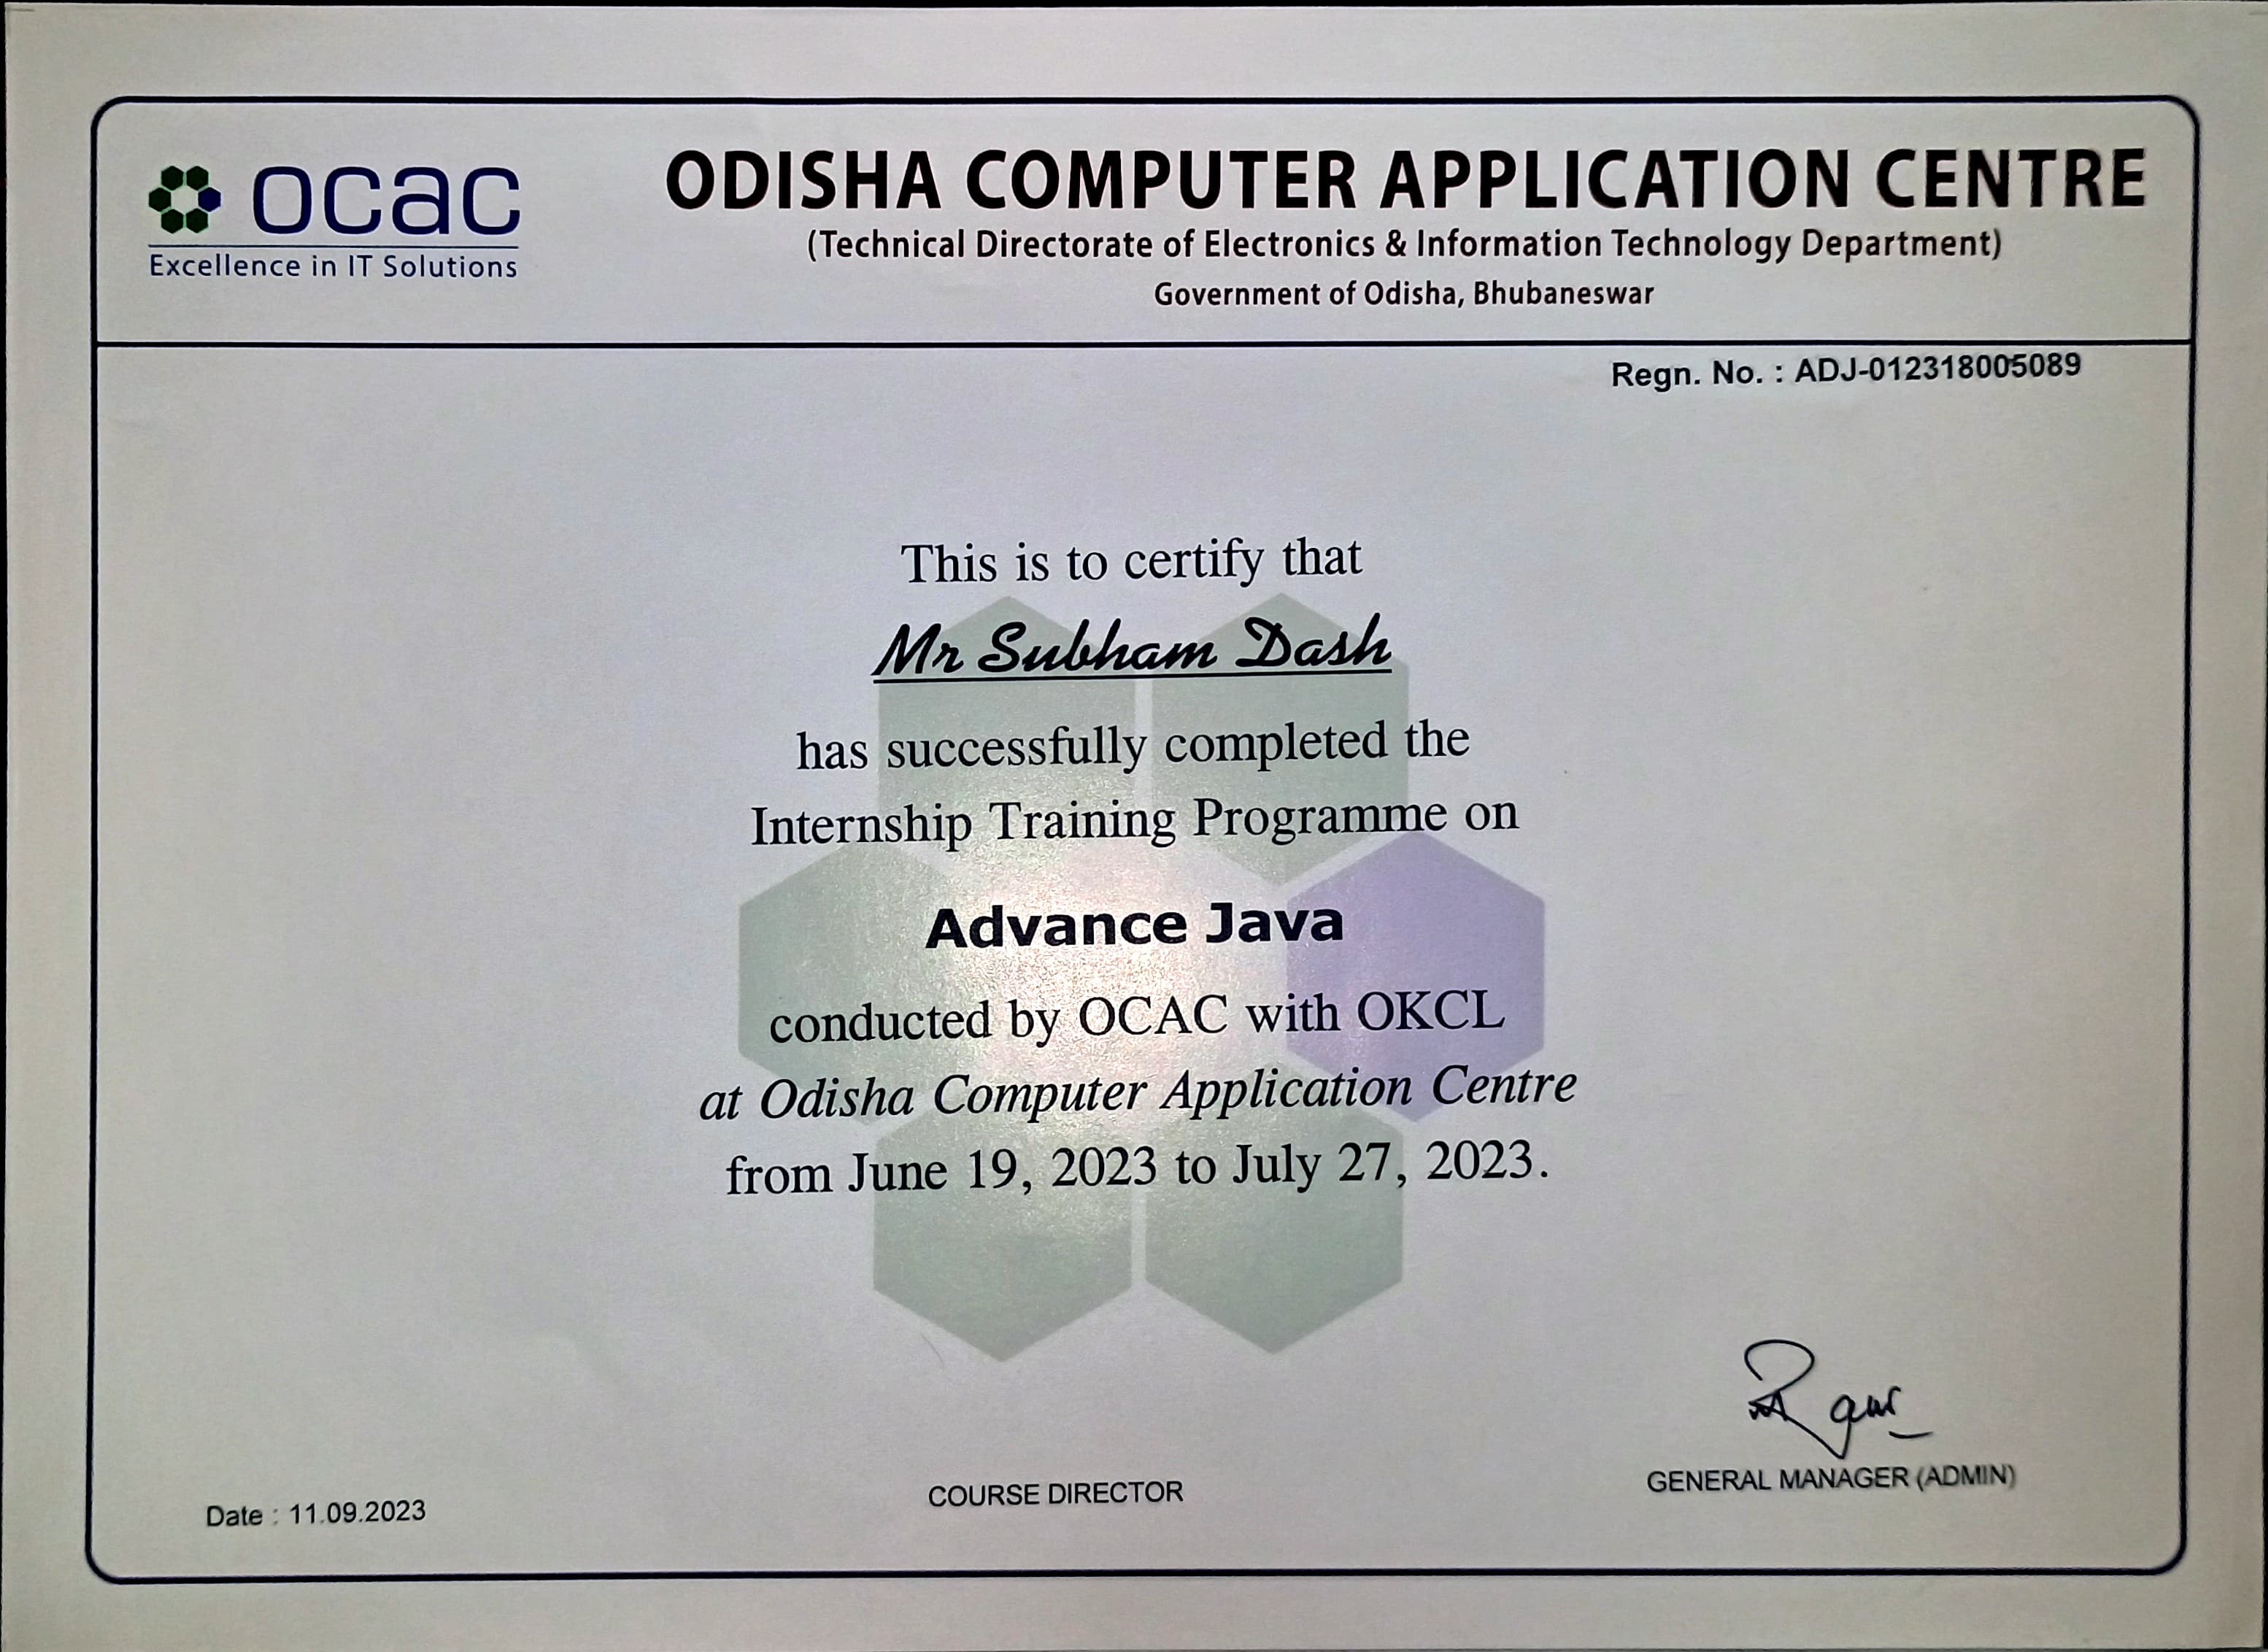 ocac
Excellence in IT Solutions
ODISHA COMPUTER APPLICATION CENTRE
(Technical Directorate of Electronics & Information Technology Department)
Government of Odisha, Bhubaneswar
Regn. No. : ADJ-012318005089
This is to certify that
Mr Subham Dash
has successfully completed the
Internship Training Programme on
Advance Java
conducted by OCAC with OKCL
at Odisha Computer Application Centre
from June 19, 2023 to July 27, 2023.
Date : 11.09.2023
COURSE DIRECTOR
GENERAL MANAGER (ADMIN)